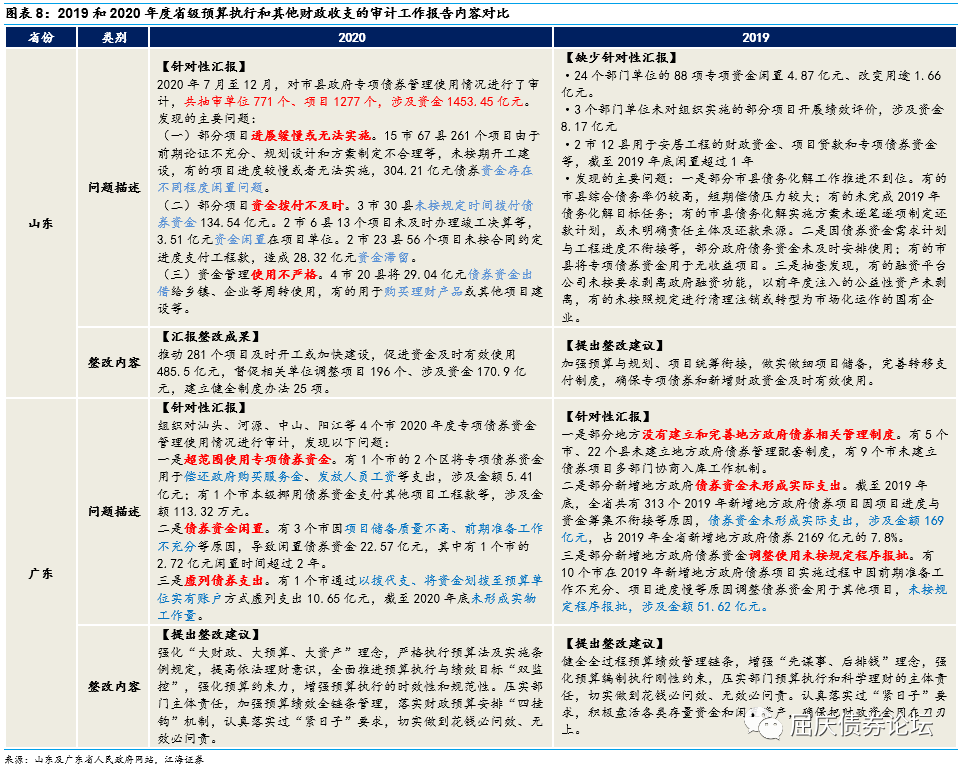 图表 8：2019 和 2020 年度省级预算执行和其他财政收支的审计工作报告内容对比
省份 类别 2020 2019
山东
问题描述
【针对性汇报】
2020 年 7 月至 12 月，对市县政府专项债券管理使用情况进行了审
计，共抽审单位 771 个、项目 1277 个，涉及资金 1453.45 亿元。
发现的主要问题：
（一）部分项目进展缓慢或无法实施。15 市 67 县 261 个项目由于
前期论证不充分、规划设计和方案制定不合理等，未按期开工建
设，有的项目进度较慢或者无法实施，304.21 亿元债券资金存在
不同程度闲置问题。
（二）部分项目资金拨付不及时。3 市 30 县未按规定时间拨付债
券资金 134.54 亿元。2 市 6 县 13 个项目未及时办理竣工决算等，
3.51 亿元资金闲置在项目单位。2 市 23 县 56 个项目未按合同约定
进度支付工程款，造成 28.32 亿元资金滞留。
（三）资金管理使用不严格。4 市 20 县将 29.04 亿元债券资金出
借给乡镇、企业等周转使用，有的用于购买理财产品或其他项目建
设等。
【缺少针对性汇报】
·24 个部门单位的 88 项专项资金闲置 4.87 亿元、改变用途 1.66
亿元。
·3 个部门单位未对组织实施的部分项目开展绩效评价，涉及资金
8.17 亿元
·2 市 12 县用于安居工程的财政资金、项目贷款和专项债券资金
等，截至 2019 年底闲置超过 1 年
·发现的主要问题：一是部分市县债务化解工作推进不到位。有的
市县综合债务率仍较高，短期偿债压力较大；有的未完成 2019 年
债务化解目标任务；有的市县债务化解实施方案未逐笔逐项制定还
款计划，或未明确责任主体及还款来源。二是国债务资金需求计划
与工程进度不衔接等，部分政府债务资金未及时安排使用；有的市
县将专项债券资金用于无收益项目。三是抽查发现，有的融资平台
公司未按要求剥离政府融资功能，以前年度注入的公益性资产未剥
离，有的未按照规定进行清理注销或转型为市场化运作的国有企
业。
整改内容
【汇报整改成果】
推动 281 个项目及时开工或加快建设，促进资金及时有效使用
485.5 亿元，督促相关单位调整项目 196 个、涉及资金 170.9 亿
元，建立健全制度办法 25 项。
【提出整改建议】
加强预算与规划、项目统筹衔接，做实做细项目储备，完善转移支
付制度，确保专项债券和新增财政资金及时有效使用。
广东
问题描述
【针对性汇报】
组织对汕头、河源、中山、阳江等 4 个市 2020 年度专项债券资金
管理使用情况进行审计，发现以下问题：
一是超范围使用专项债券资金。有 1 个市的 2 个区将专项债券资金
用于偿还政府购买服务金、发放人员工资等支出，涉及金额 5.41
亿元；有 1 个市本级挪用债券资金支付其他项目工程款等，涉及金
额 113.32 万元。
二是债券资金闲置。有 3 个市因项目储备质量不高、前期准备工作
不充分等原因，导致闲置债券资金 22.57 亿元，其中有 1 个市的
2.72 亿元闲置时间超过 2 年。
三是虚列债券支出。有 1 个市通过以拨代支、将资金划拨至预算单
位实有账户方式虚列支出 10.65 亿元，截至 2020 年底未形成实物
工作量。
【针对性汇报】
一是部分地方没有建立和完善地方政府债券相关管理制度。有 5 个
市、22 个县未建立地方政府债券管理配套制度，有 9 个市未建立
债券项目多部门协商入库工作机制。
二是部分新增地方政府债券资金未形成实际支出。截至 2019 年
底，全省共有 313 个 2019 年新增地方政府债券项目因项目进度与
资金筹集不衔接等原因，债券资金未形成实际支出，涉及金额 169
亿元，占 2019 年全省新增地方政府债券 2169 亿元的 7.8%。
三是部分新增地方政府债券资金调整使用未按规定程序报批。有
10 个市在 2019 年新增地方政府债券项目实施过程中因前期准备工
作不充分、项目进度慢等原因调整债券资金用于其他项目，未按规
定程序报批，涉及金额 51.62 亿元。
整改内容
【提出整改建议】
强化“大财政、大预算、大资产”理念，严格执行预算法及实施条
例规定，提高依法理财意识，全面推进预算执行与绩效目标“双监
控”，强化预算约束力，增强预算执行的时效性和规范性。压实部
门主体责任，加强预算绩效全链条管理，落实财政预算安排“四挂
钩”机制，认真落实过“紧日子”要求，切实做到花钱必问效、无
效必问责。
【提出整改建议】
健全全过程预算绩效管理链条，增强“先谋事、后排钱”理念，强
化预算编制执行刚性约束，压实部门预算执行和科学理财的主体责
任，切实做到花钱必问效、无效必问责。认真落实过“紧日子”要
求，积极盘活各类存量资金和闲 资产，确保把财政资金用在刀刃
上。
屈庆债券论坛
来源：山东及广东省人民政府网站，江海证券